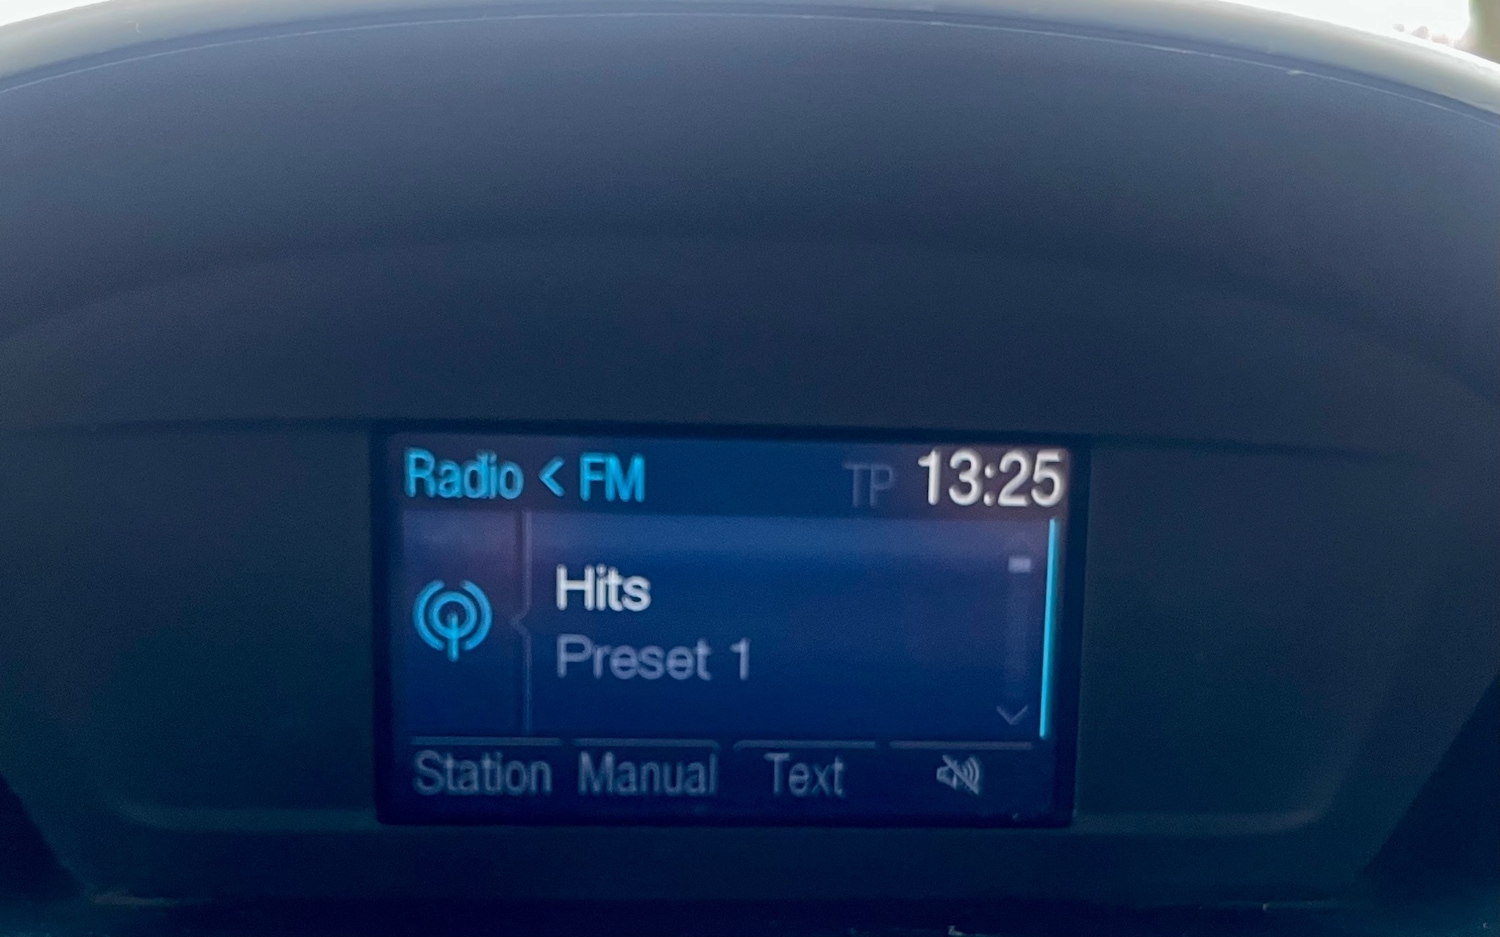 Radio < FM TP 13:25
Hits
Preset 1
Station Manual Text